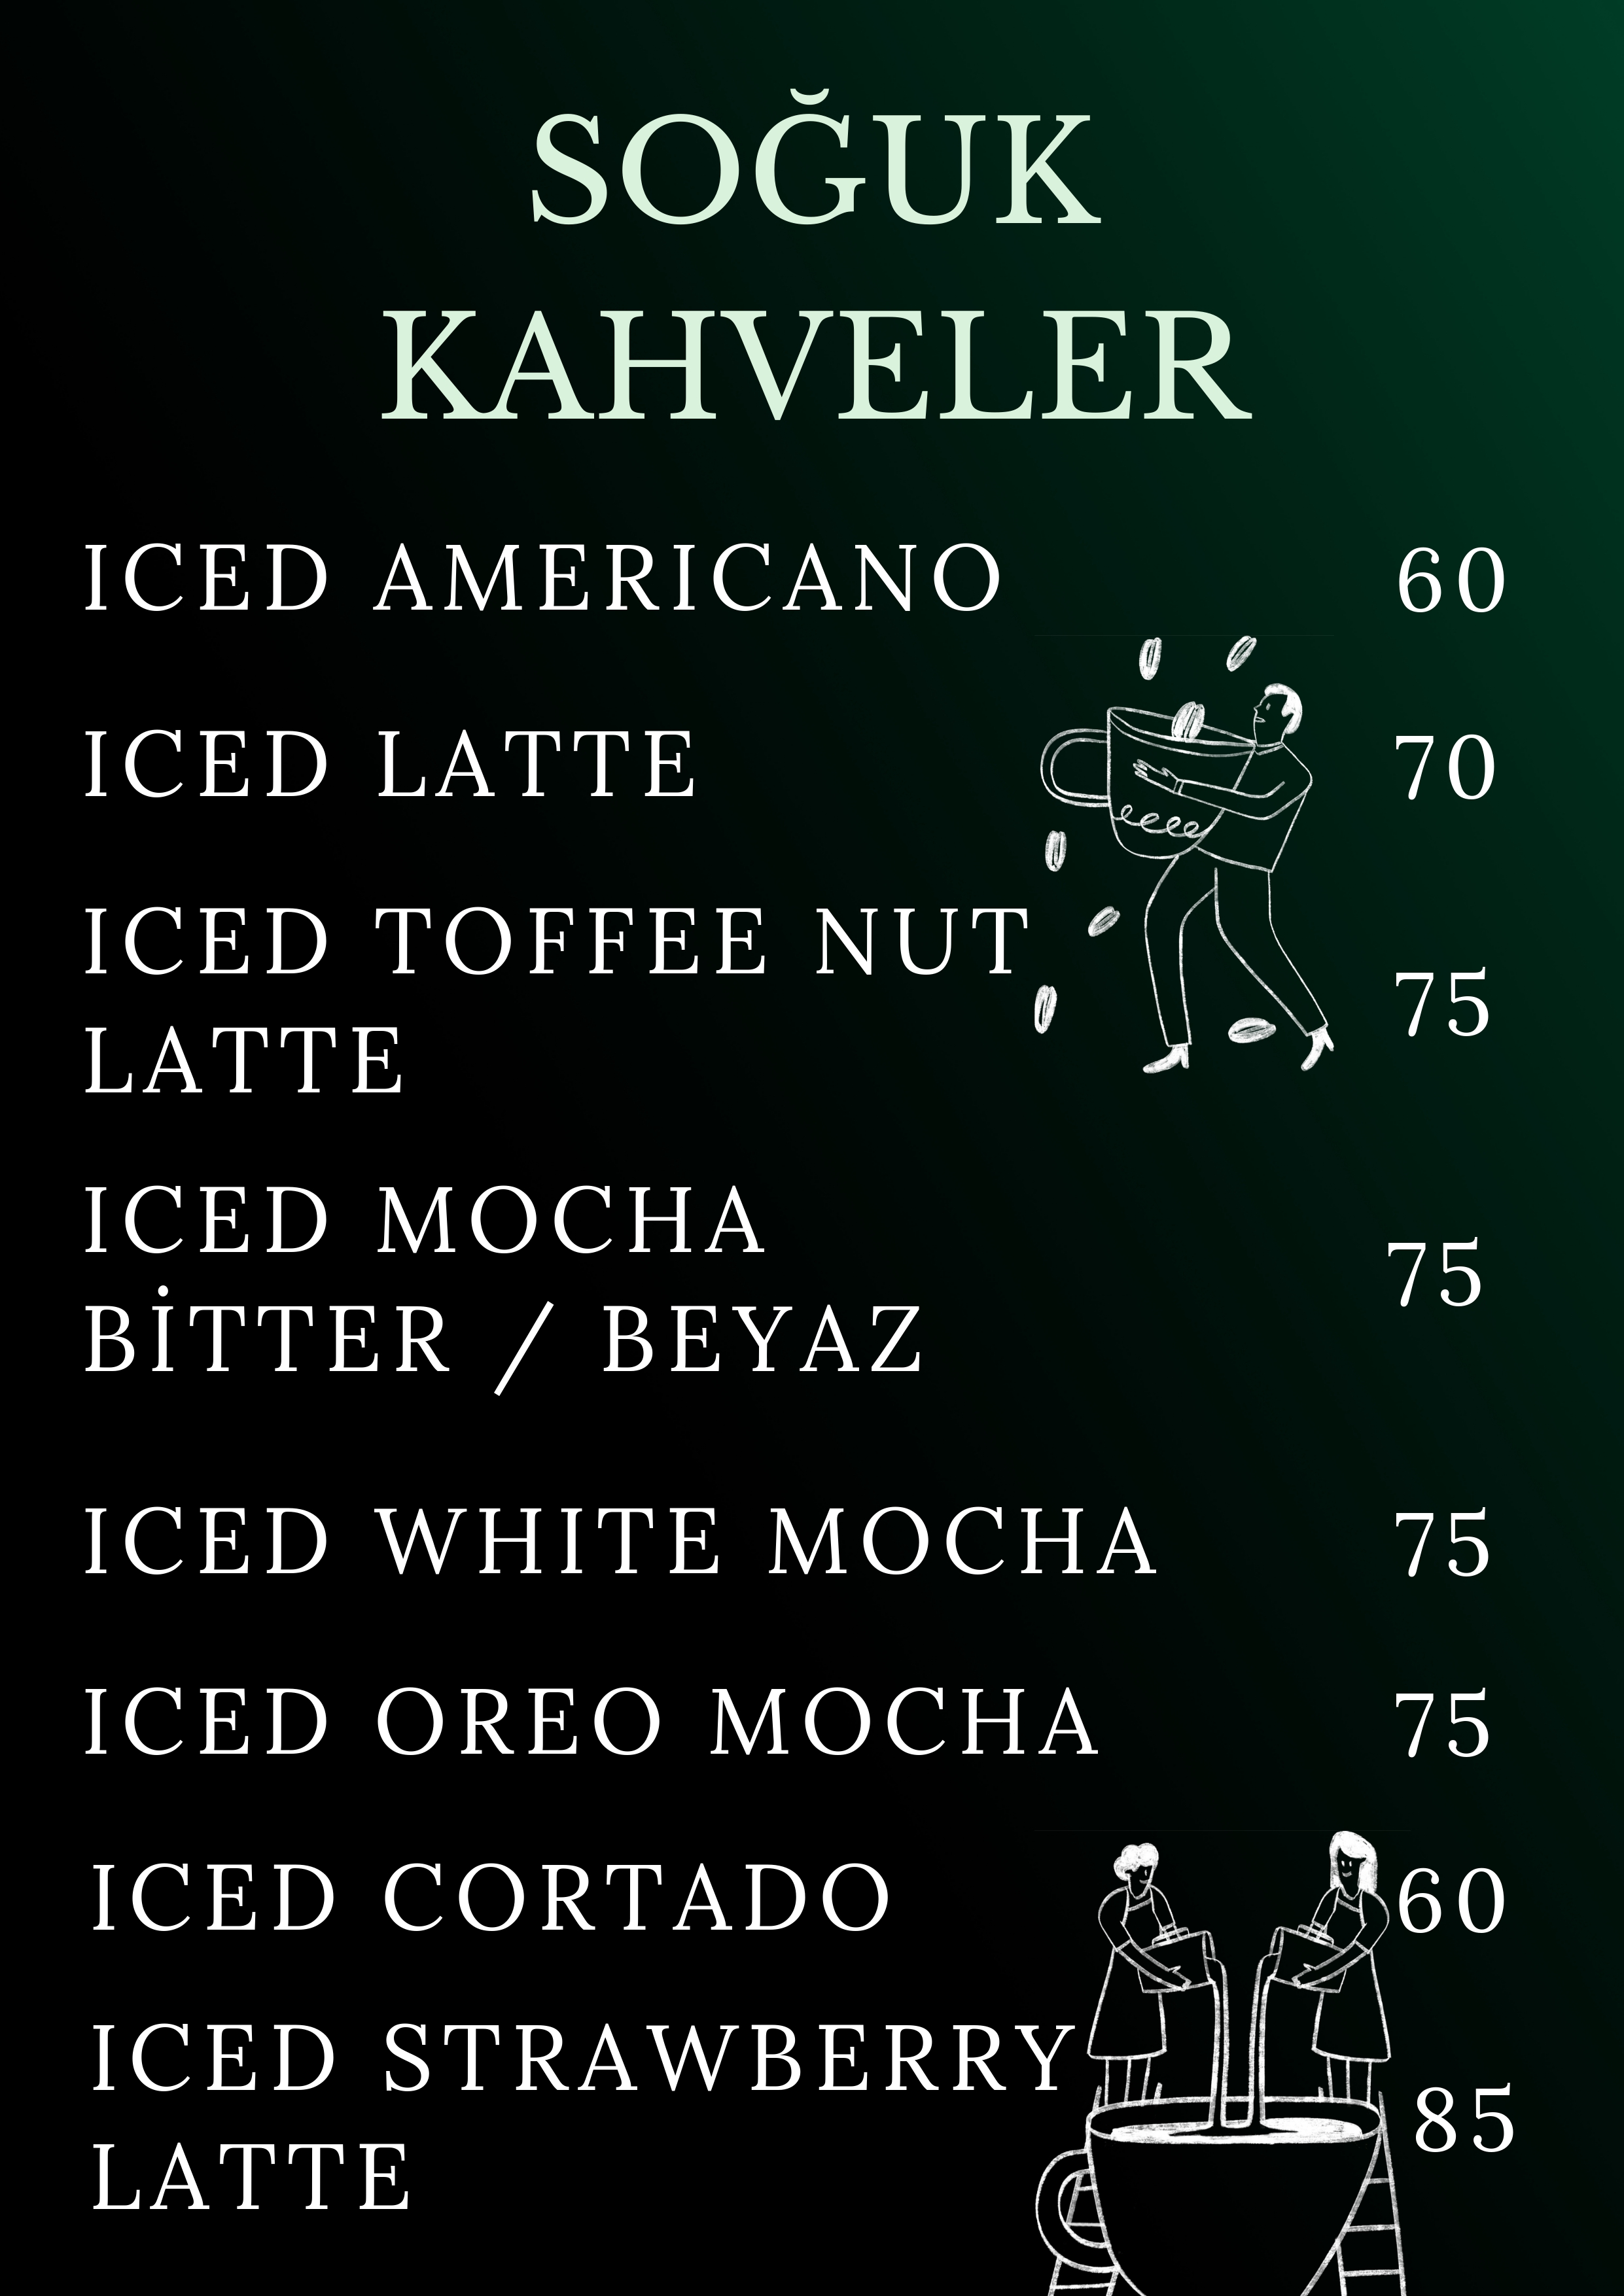 SOĞUK
KAHVELER
ICED AMERICANO 60
ICED LATTE 70
ICED TOFFEE NUT
LATTE 75
ICED MOCHA
BİTTER / BEYAZ 75
ICED WHITE MOCHA 75
ICED OREO MOCHA 75
ICED CORTADO 60
ICED STRAWBERRY
LATTE 85